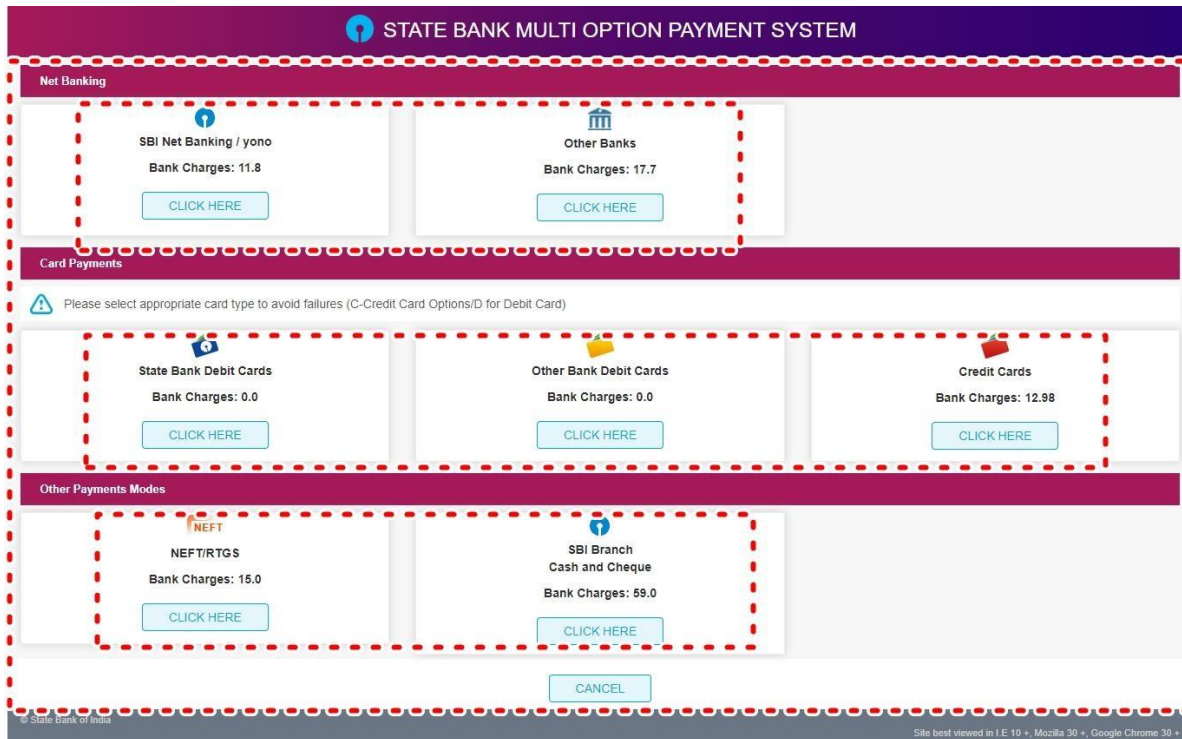 STATE BANK MULTI OPTION PAYMENT SYSTEM
Net Banking
SBI Net Banking / yono
Bank Charges: 11.8
CLICK HERE
Other Banks
Bank Charges: 17.7
CLICK HERE
Card Payments
Please select appropriate card type to avoid failures (C-Credit Card Options/D for Debit Card)
State Bank Debit Cards
Bank Charges: 0.0
CLICK HERE
Other Bank Debit Cards
Bank Charges: 0.0
CLICK HERE
Credit Cards
Bank Charges: 12.98
CLICK HERE
Other Payments Modes
NEFT
NEFT/RTGS
Bank Charges: 15.0
CLICK HERE
SBI Branch
Cash and Cheque
Bank Charges: 59.0
CLICK HERE
CANCEL
© State Bank of India
Site best viewed in I.E 10 +, Mozilla 30 +, Google Chrome 30 +